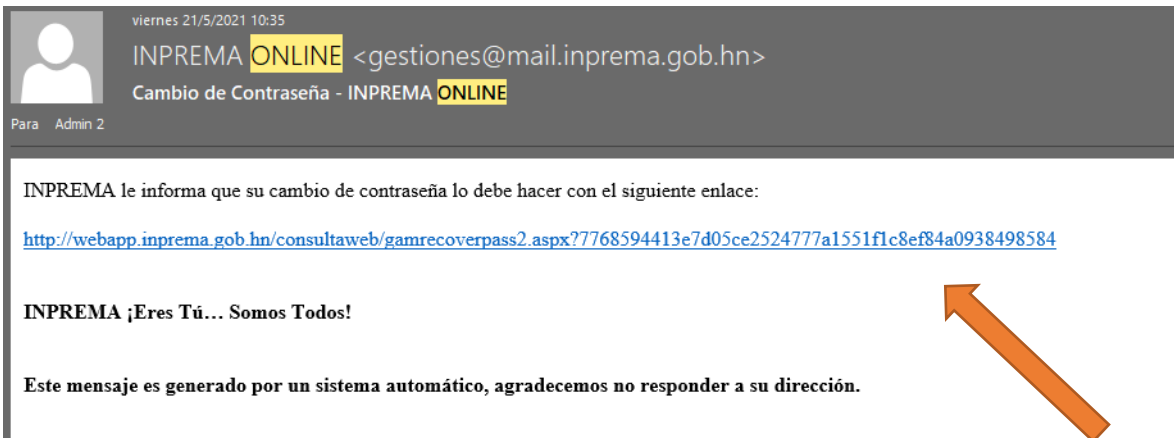 viernes 21/5/2021 10:35
INPREMA ONLINE <gestiones@mail.inprema.gob.hn>
Cambio de Contraseña - INPREMA ONLINE
Para Admin 2
INPREMA le informa que su cambio de contraseña lo debe hacer con el siguiente enlace:
http://webapp.inprema.gob.hn/consultaweb/gamrecoverpass2.aspx?7768594413e7d05ce2524777a1551f1c8ef84a0938498584
INPREMA ¡Eres Tú… Somos Todos!
Este mensaje es generado por un sistema automático, agradecemos no responder a su dirección.